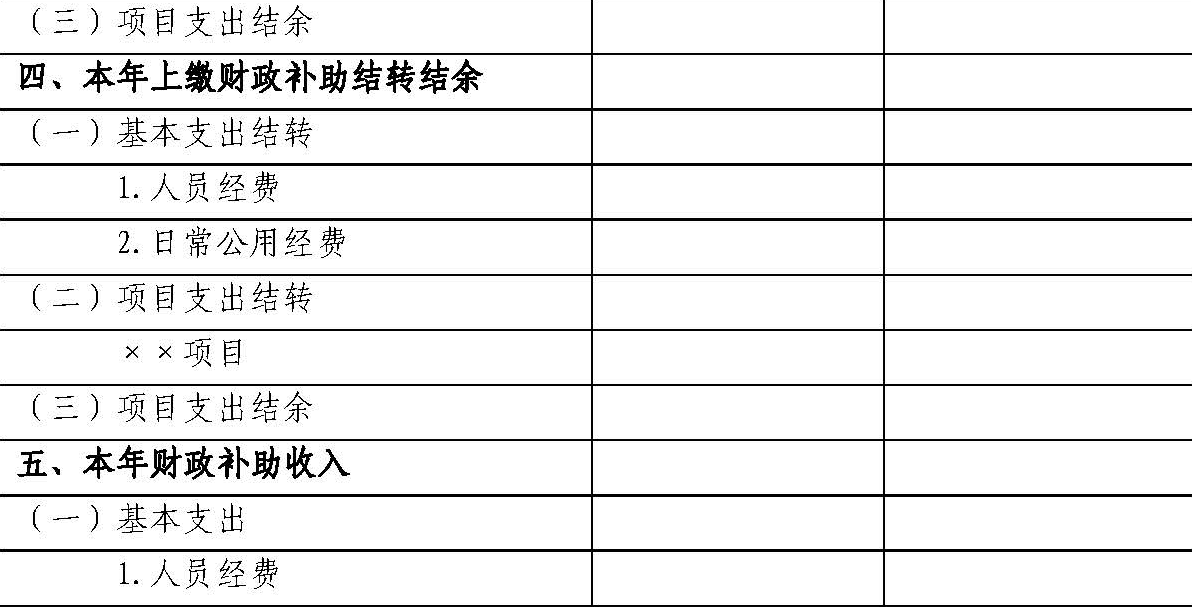 （三）项目支出结余
四、本年上缴财政补助结转结余
（一）基本支出结转
1.人员经费
2.日常公用经费
（二）项目支出结转
××项目
（三）项目支出结余
五、本年财政补助收入
（一）基本支出
1.人员经费